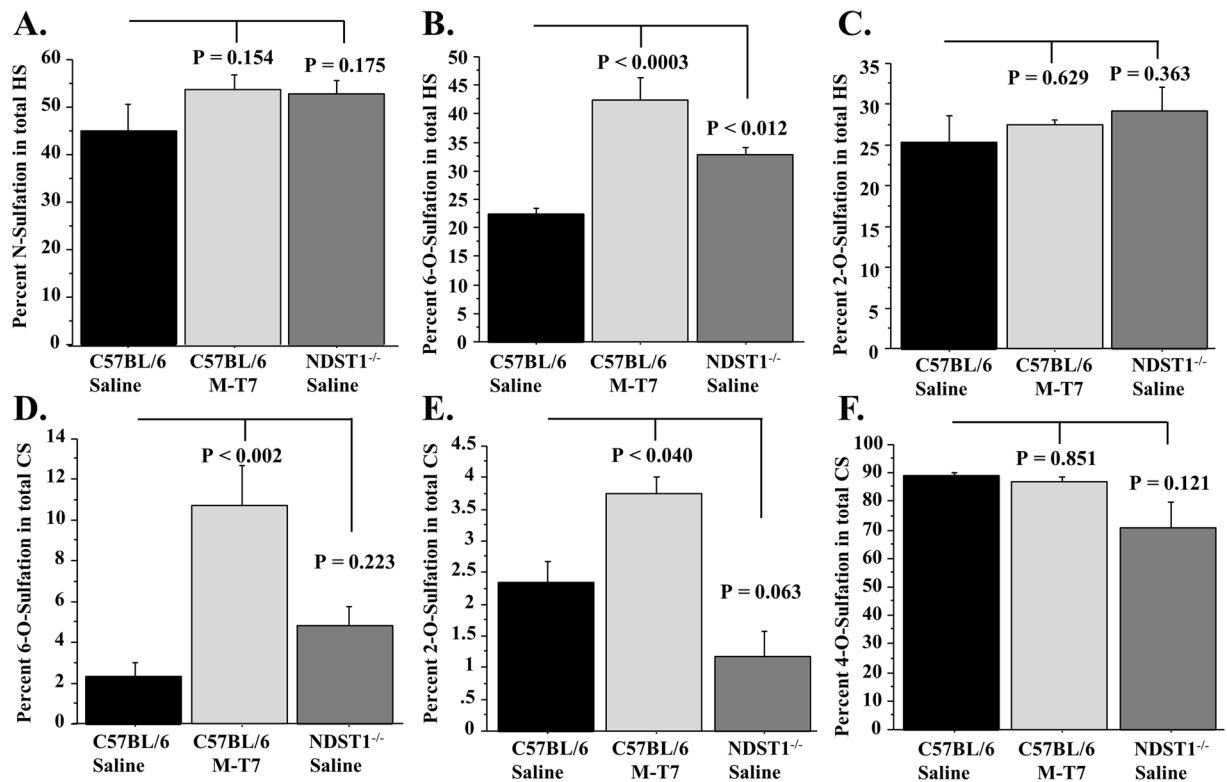 A.
P = 0.154
P = 0.175
Percent N-Sulfation in total HS
60
50
40
30
20
10
0
C57BL/6 Saline
C57BL/6 M-T7
NDST1-/- Saline
B.
P < 0.0003
P < 0.012
Percent 6-O-Sulfation in total HS
50
45
40
35
30
25
20
15
10
5
0
C57BL/6 Saline
C57BL/6 M-T7
NDST1-/- Saline
C.
P = 0.629
P = 0.363
Percent 2-O-Sulfation in total HS
35
30
25
20
15
10
5
0
C57BL/6 Saline
C57BL/6 M-T7
NDST1-/- Saline
D.
P < 0.002
P = 0.223
Percent 6-O-Sulfation in total CS
14
12
10
8
6
4
2
0
C57BL/6 Saline
C57BL/6 M-T7
NDST1-/- Saline
E.
P < 0.040
P = 0.063
Percent 2-O-Sulfation in total CS
4.5
4
3.5
3
2.5
2
1.5
1
.5
0
C57BL/6 Saline
C57BL/6 M-T7
NDST1-/- Saline
F.
P = 0.851
P = 0.121
Percent 4-O-Sulfation in total CS
100
90
80
70
60
50
40
30
20
10
0
C57BL/6 Saline
C57BL/6 M-T7
NDST1-/- Saline